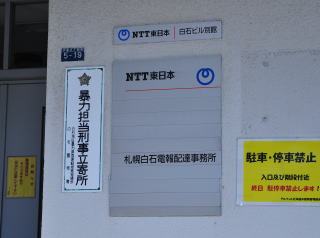 NTT東日本 白石ビル別館
5-19
NTT東日本
札幌白石電報配達事務所
暴力担当刑事立寄所
駐車・停車禁止！
入口及び階段付近
終日 駐停車禁止します！